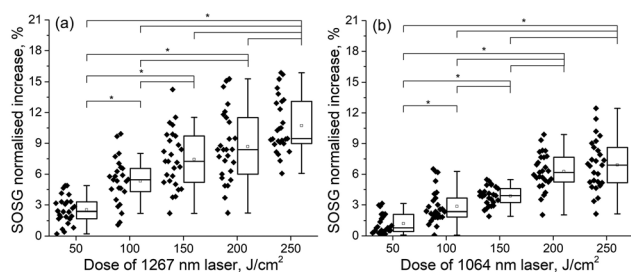 (a)
SOSG normalised increase, %
21
18
15
12
9
6
3
0
* * * *
50 100 150 200 250
Dose of 1267 nm laser, J/cm²
(b)
SOSG normalised increase, %
21
18
15
12
9
6
3
0
* * * *
50 100 150 200 250
Dose of 1064 nm laser, J/cm²